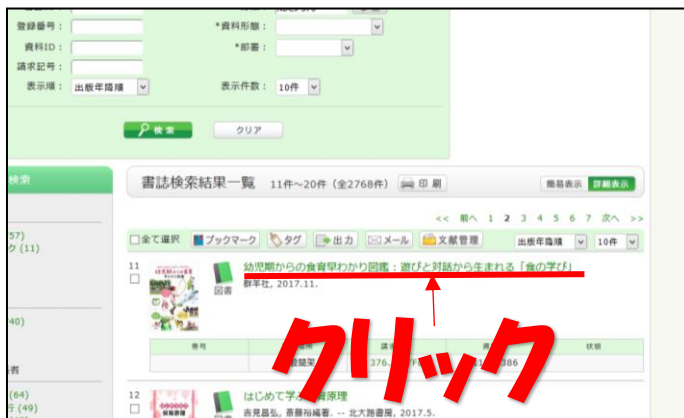 登録番号：
*資料形態：
資料ID：
*部署：
請求記号：
表示順： 出版年降順
表示件数： 10件
検索 クリア
検索
書誌検索結果一覧 11件～20件（全2768件） 印刷 簡易表示 詳細表示
<< 前へ 1 2 3 4 5 6 7 次へ >>
57)
ク (11)
全て選択 ブックマーク タグ 出力 メール 文献管理 出版年降順 10件
11
図書
幼児期からの食育早わかり図鑑：遊びと対話から生まれる「食の学び」
群羊社, 2017.11.
40)
クリック
巻号 状態
376.
386
者
(64)
行 (49)
12
はじめて学ぶ
原理
吉見昌弘, 斎藤裕編著. -- 北大路書房, 2017.5.